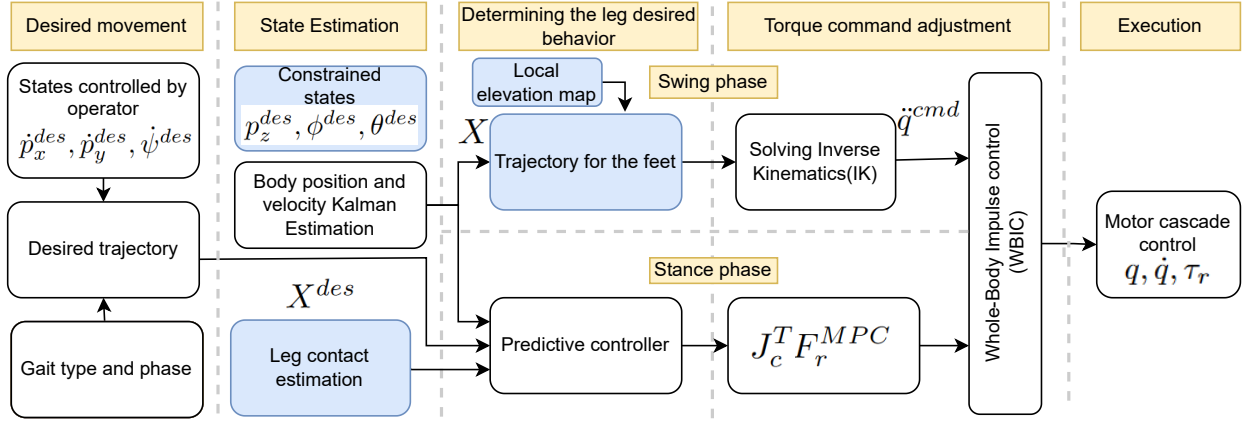 Desired movement
State Estimation
Determining the leg desired
behavior
Torque command adjustment
Execution
States controlled by
operator
ṗ_x^{des}, ṗ_y^{des}, ψ̇^{des}
Desired trajectory
Gait type and phase
Constrained
states
p_z^{des}, ϕ^{des}, θ^{des}
Body position and
velocity Kalman
Estimation
X^{des}
Leg contact
estimation
Local
elevation map
Swing phase
X
Trajectory for the feet
Solving Inverse
Kinematics(IK)
q̈^{cmd}
Stance phase
Predictive controller
J_c^T F_r^{MPC}
Whole-Body Impulse control
(WBIC)
Motor cascade
control
q, q̇, τ_r